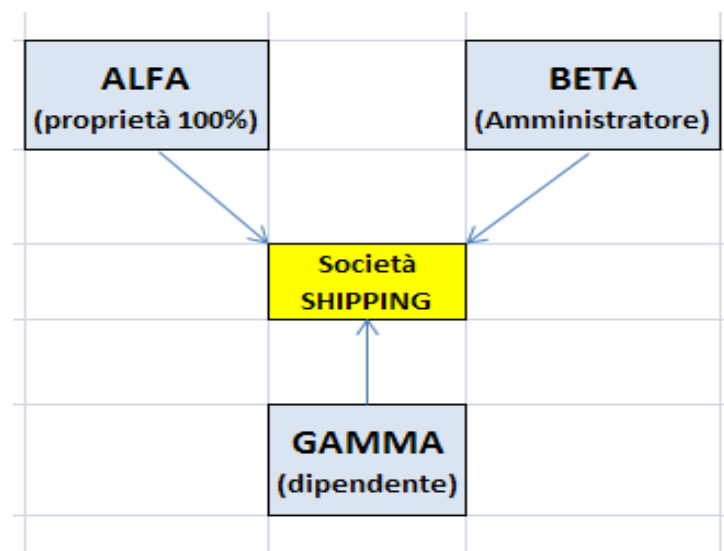 ALFA
(proprietà 100%)
BETA
(Amministratore)
Società
SHIPPING
GAMMA
(dipendente)